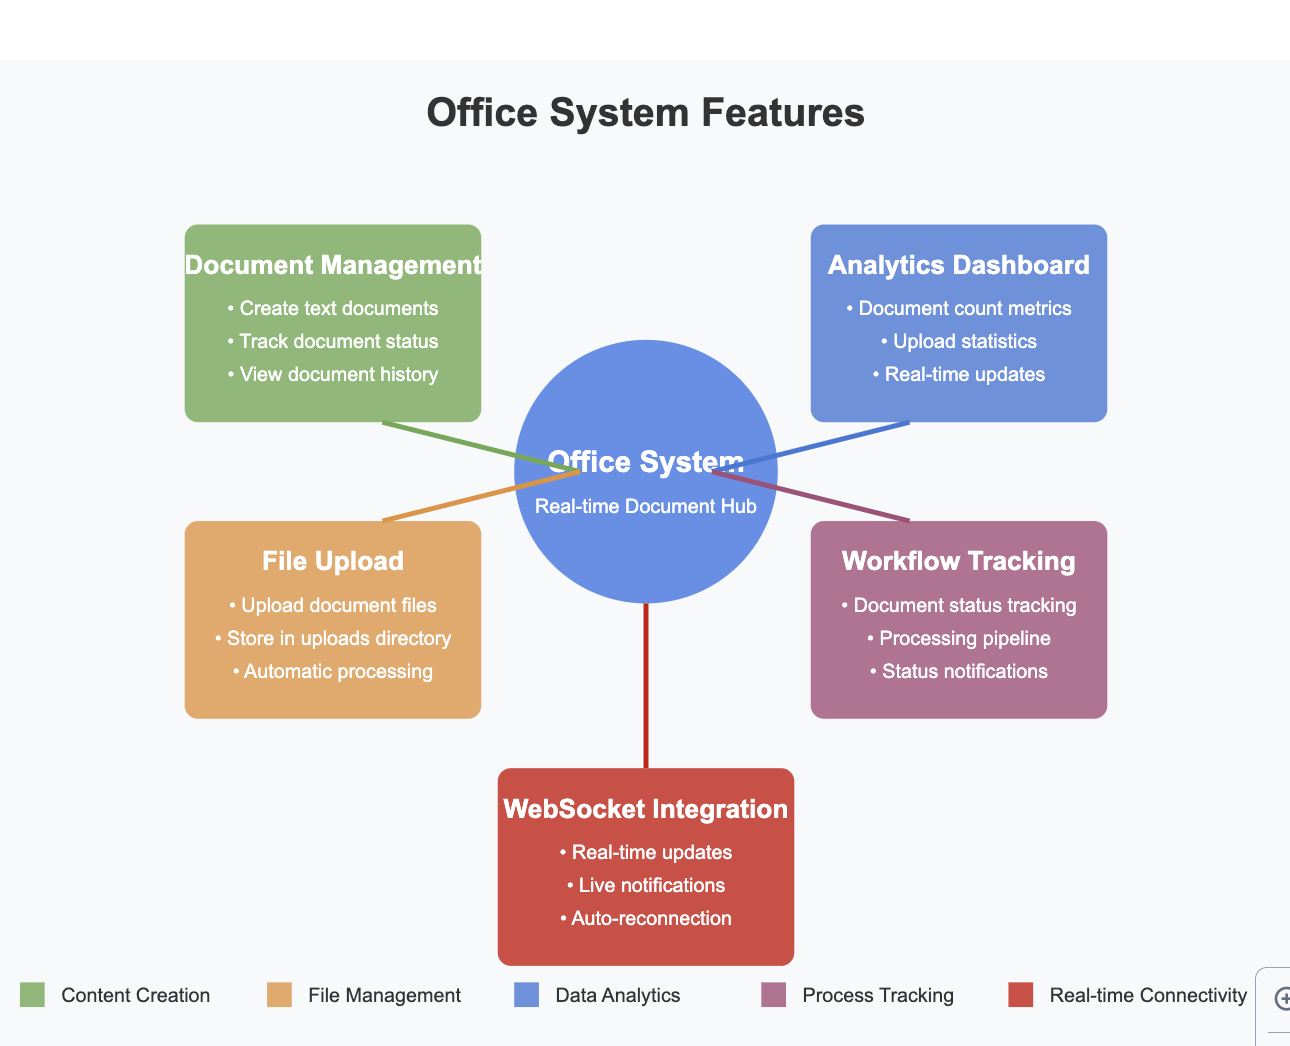 Office System Features
Document Management
• Create text documents
• Track document status
• View document history
Analytics Dashboard
• Document count metrics
• Upload statistics
• Real-time updates
Office System
Real-time Document Hub
File Upload
• Upload document files
• Store in uploads directory
• Automatic processing
Workflow Tracking
• Document status tracking
• Processing pipeline
• Status notifications
WebSocket Integration
• Real-time updates
• Live notifications
• Auto-reconnection
Content Creation
File Management
Data Analytics
Process Tracking
Real-time Connectivity